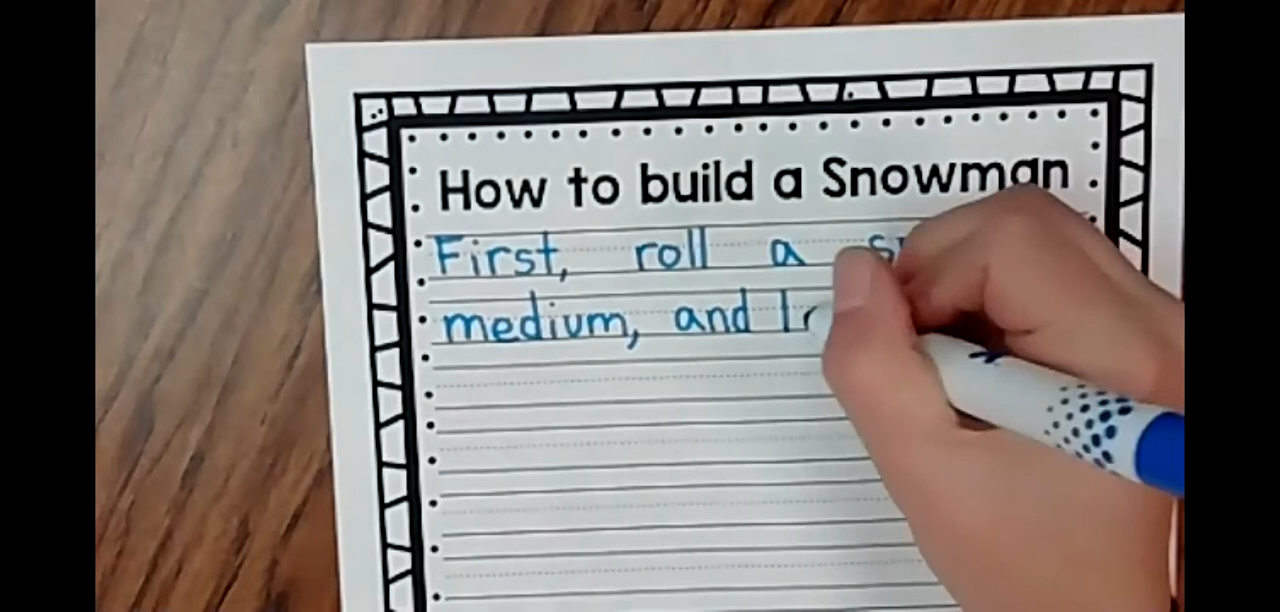 How to build a Snowman
First, roll a
medium, and